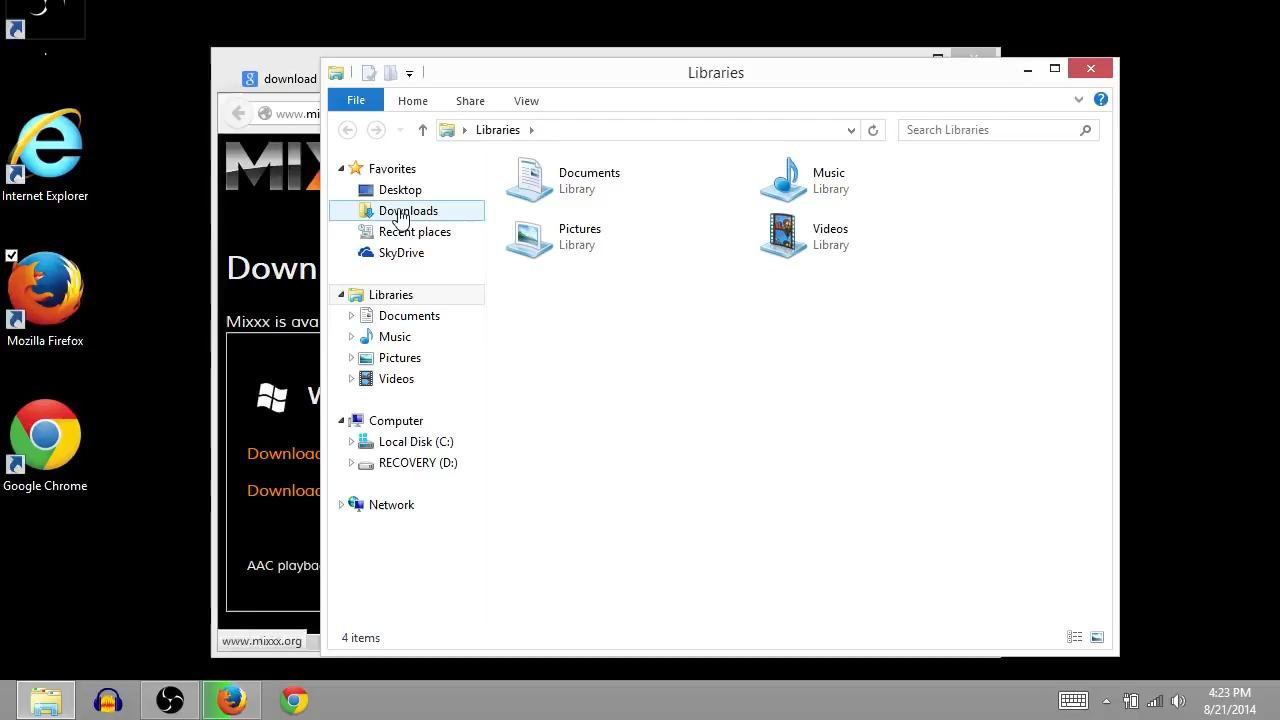 Internet Explorer
Mozilla Firefox
Google Chrome
download
www.mi
MIX
Down
Mixxx is ava
W
Download
Download
AAC playba
www.mixxx.org
Libraries
File
Home
Share
View
Libraries
Search Libraries
Favorites
Desktop
Downloads
Recent places
SkyDrive
Libraries
Documents
Music
Pictures
Videos
Computer
Local Disk (C:)
RECOVERY (D:)
Network
Documents
Library
Music
Library
Pictures
Library
Videos
Library
4 items
4:23 PM
8/21/2014